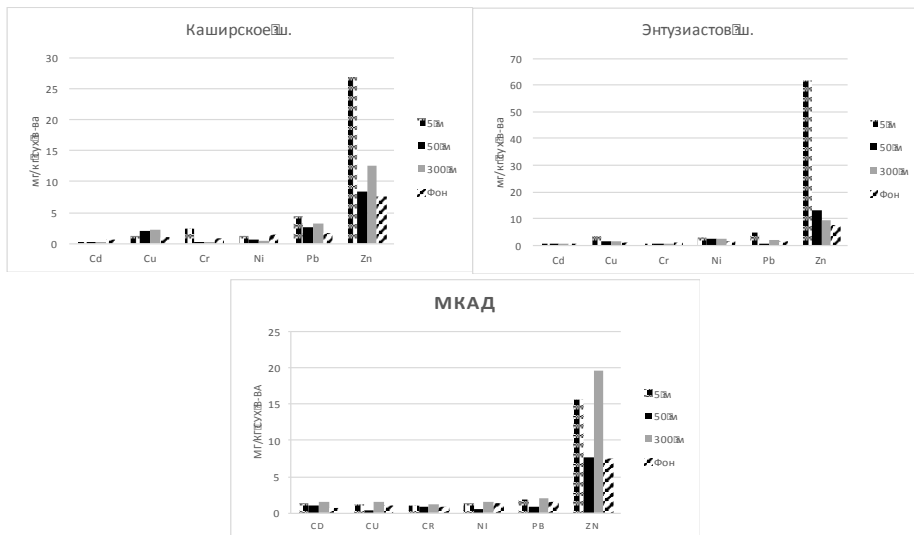 Каширское ш.
мг/кг сух в-ва
30
25
20
15
10
5
0
Cd Cu Cr Ni Pb Zn
5 м
50 м
300 м
Фон
Энтузиастов ш.
мг/кг сух в-ва
70
60
50
40
30
20
10
0
Cd Cu Cr Ni Pb Zn
5 м
50 м
300 м
Фон
МКАД
МГ/КГ СУХ В-ВА
25
20
15
10
5
0
CD CU CR NI PB ZN
5 м
50 м
300 м
Фон